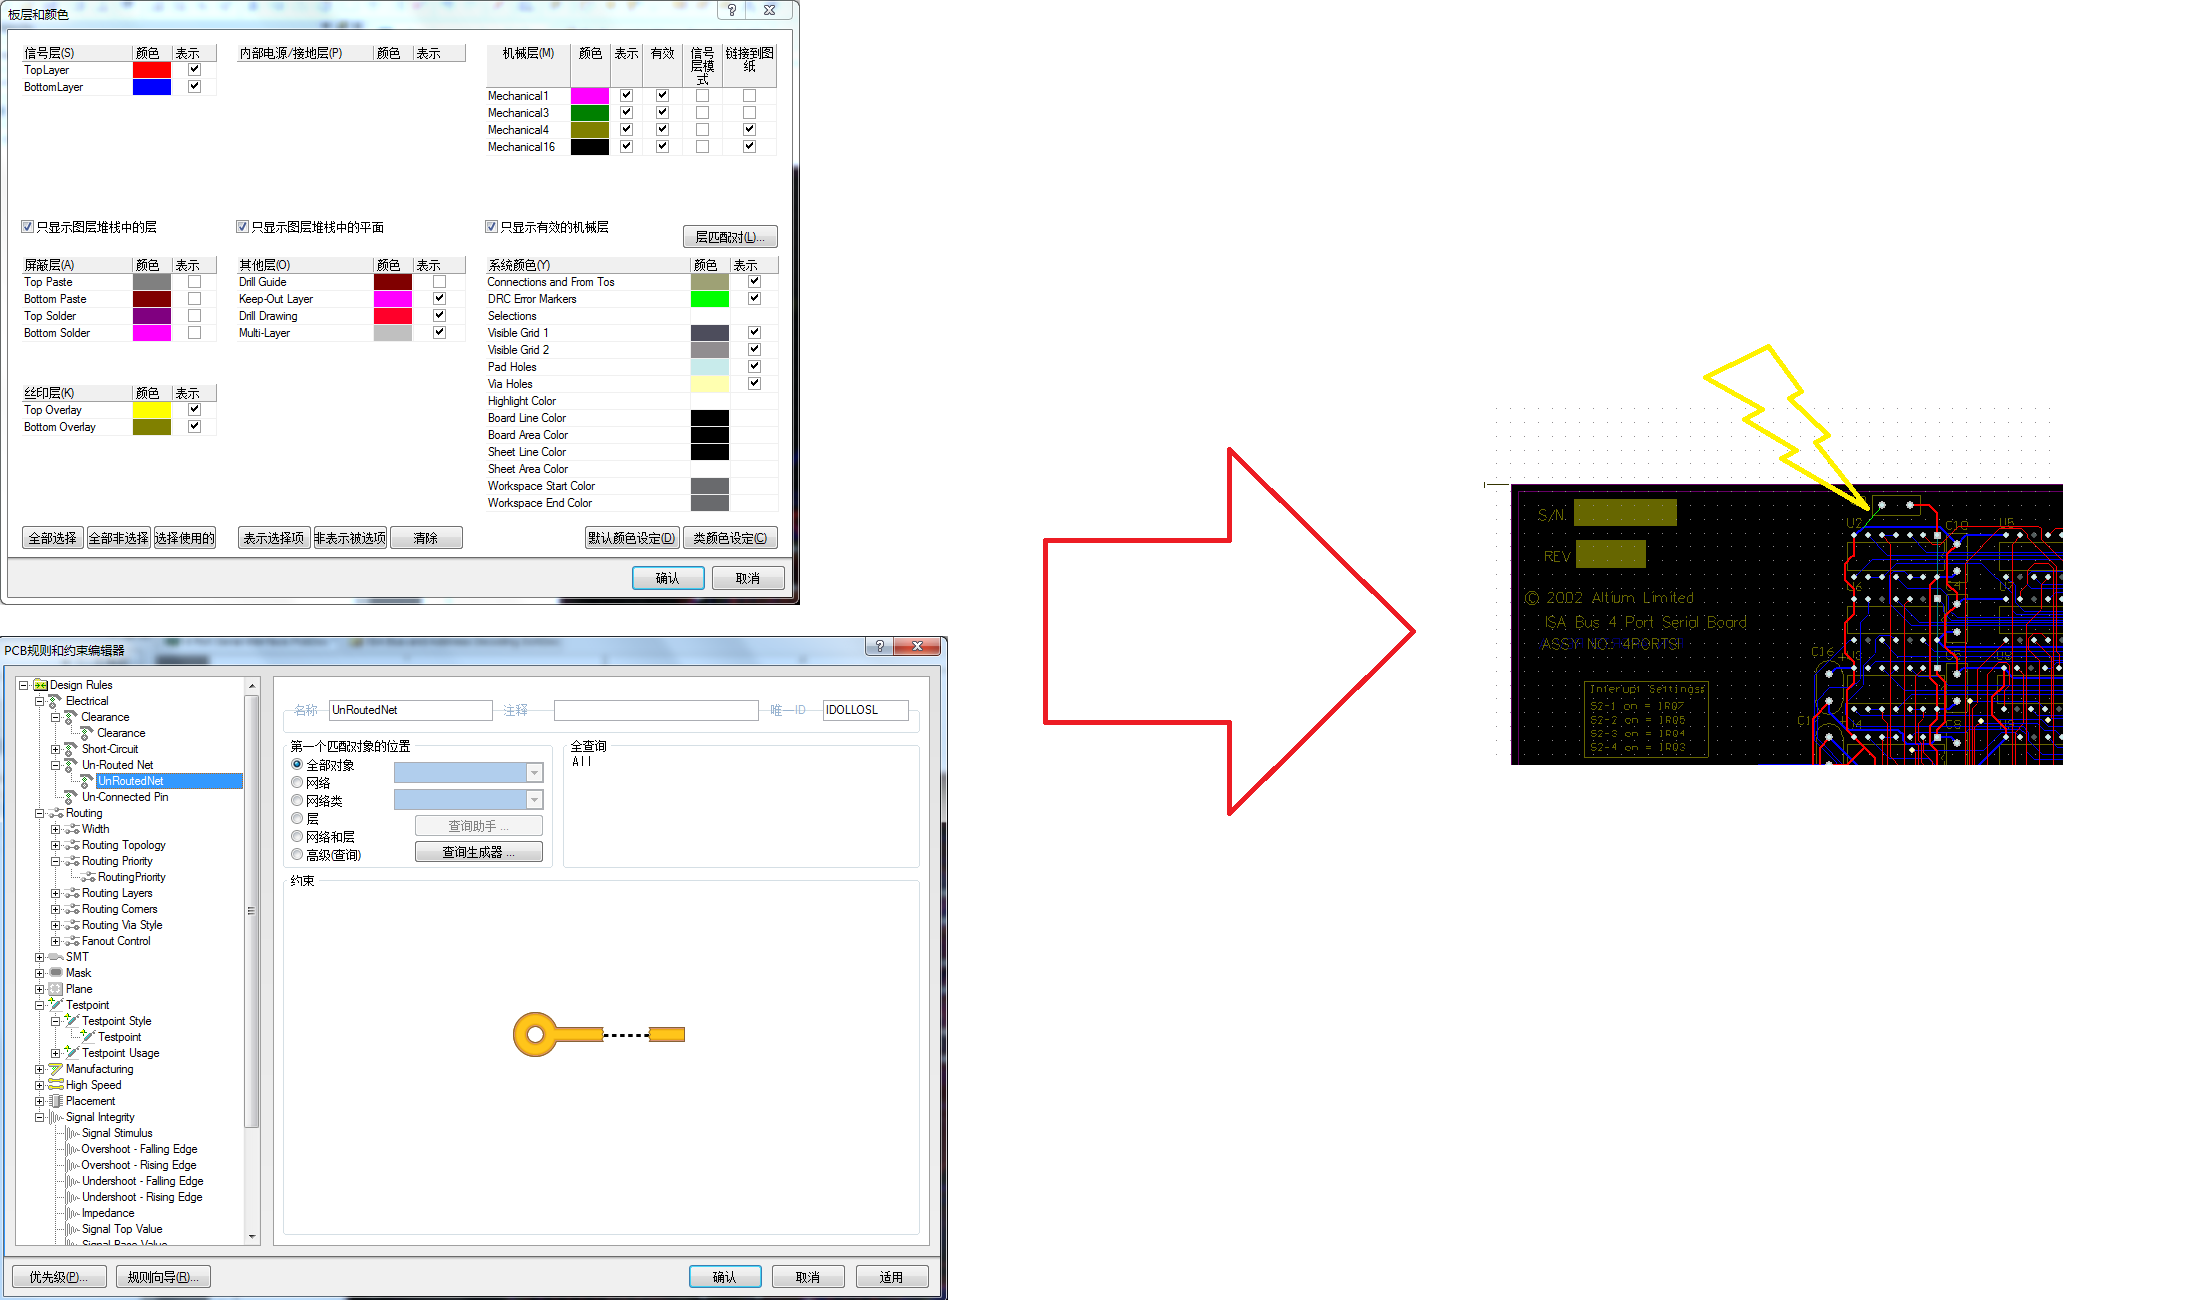 板层和颜色
信号层(S) 颜色 表示
TopLayer
BottomLayer
内部电源/接地层(P) 颜色 表示
机械层(M) 颜色 表示 有效 信号层模式 链接到图纸
Mechanical1
Mechanical3
Mechanical4
Mechanical16
只显示图层堆栈中的层
只显示图层堆栈中的平面
只显示有效的机械层
层匹配对(L)...
屏蔽层(A) 颜色 表示
Top Paste
Bottom Paste
Top Solder
Bottom Solder
其他层(O) 颜色 表示
Drill Guide
Keep-Out Layer
Drill Drawing
Multi-Layer
系统颜色(Y) 颜色 表示
Connections and From Tos
DRC Error Markers
Selections
Visible Grid 1
Visible Grid 2
Pad Holes
Via Holes
Highlight Color
Board Line Color
Board Area Color
Sheet Line Color
Sheet Area Color
Workspace Start Color
Workspace End Color
丝印层(K) 颜色 表示
Top Overlay
Bottom Overlay
全部选择 全部非选择 选择使用的 表示选择项 非表示被选项 清除 默认颜色设定(D) 类颜色设定(C)
确认 取消
PCB规则和约束编辑器
Design Rules
Electrical
Clearance
Clearance
Short-Circuit
Un-Routed Net
UnRoutedNet
Un-Connected Pin
Routing
Width
Routing Topology
Routing Priority
RoutingPriority
Routing Layers
Routing Corners
Routing Via Style
Fanout Control
SMT
Mask
Plane
Testpoint
Testpoint Style
Testpoint
Testpoint Usage
Manufacturing
High Speed
Placement
Signal Integrity
Signal Stimulus
Overshoot - Falling Edge
Overshoot - Rising Edge
Undershoot - Falling Edge
Undershoot - Rising Edge
Impedance
Signal Top Value
Signal Base Value
名称 UnRoutedNet 注释 唯一ID IDOLLOSL
第一个匹配对象的位置
全部对象
网络
网络类
层
网络和层
高级(查询)
查询助手 ...
查询生成器 ...
全查询
All
约束
优先级(P)... 规则向导(R)... 确认 取消 适用
S/N.
REV
© 2002 Altium Limited
ISA Bus 4 Port Serial Board
ASSY NO.: 4PORTSI
Interupt Settings:
S2-1 on = IRQ7
S2-2 on = IRQ5
S2-3 on = IRQ4
S2-4 on = IRQ3
U2
C10
U5
C16
U3